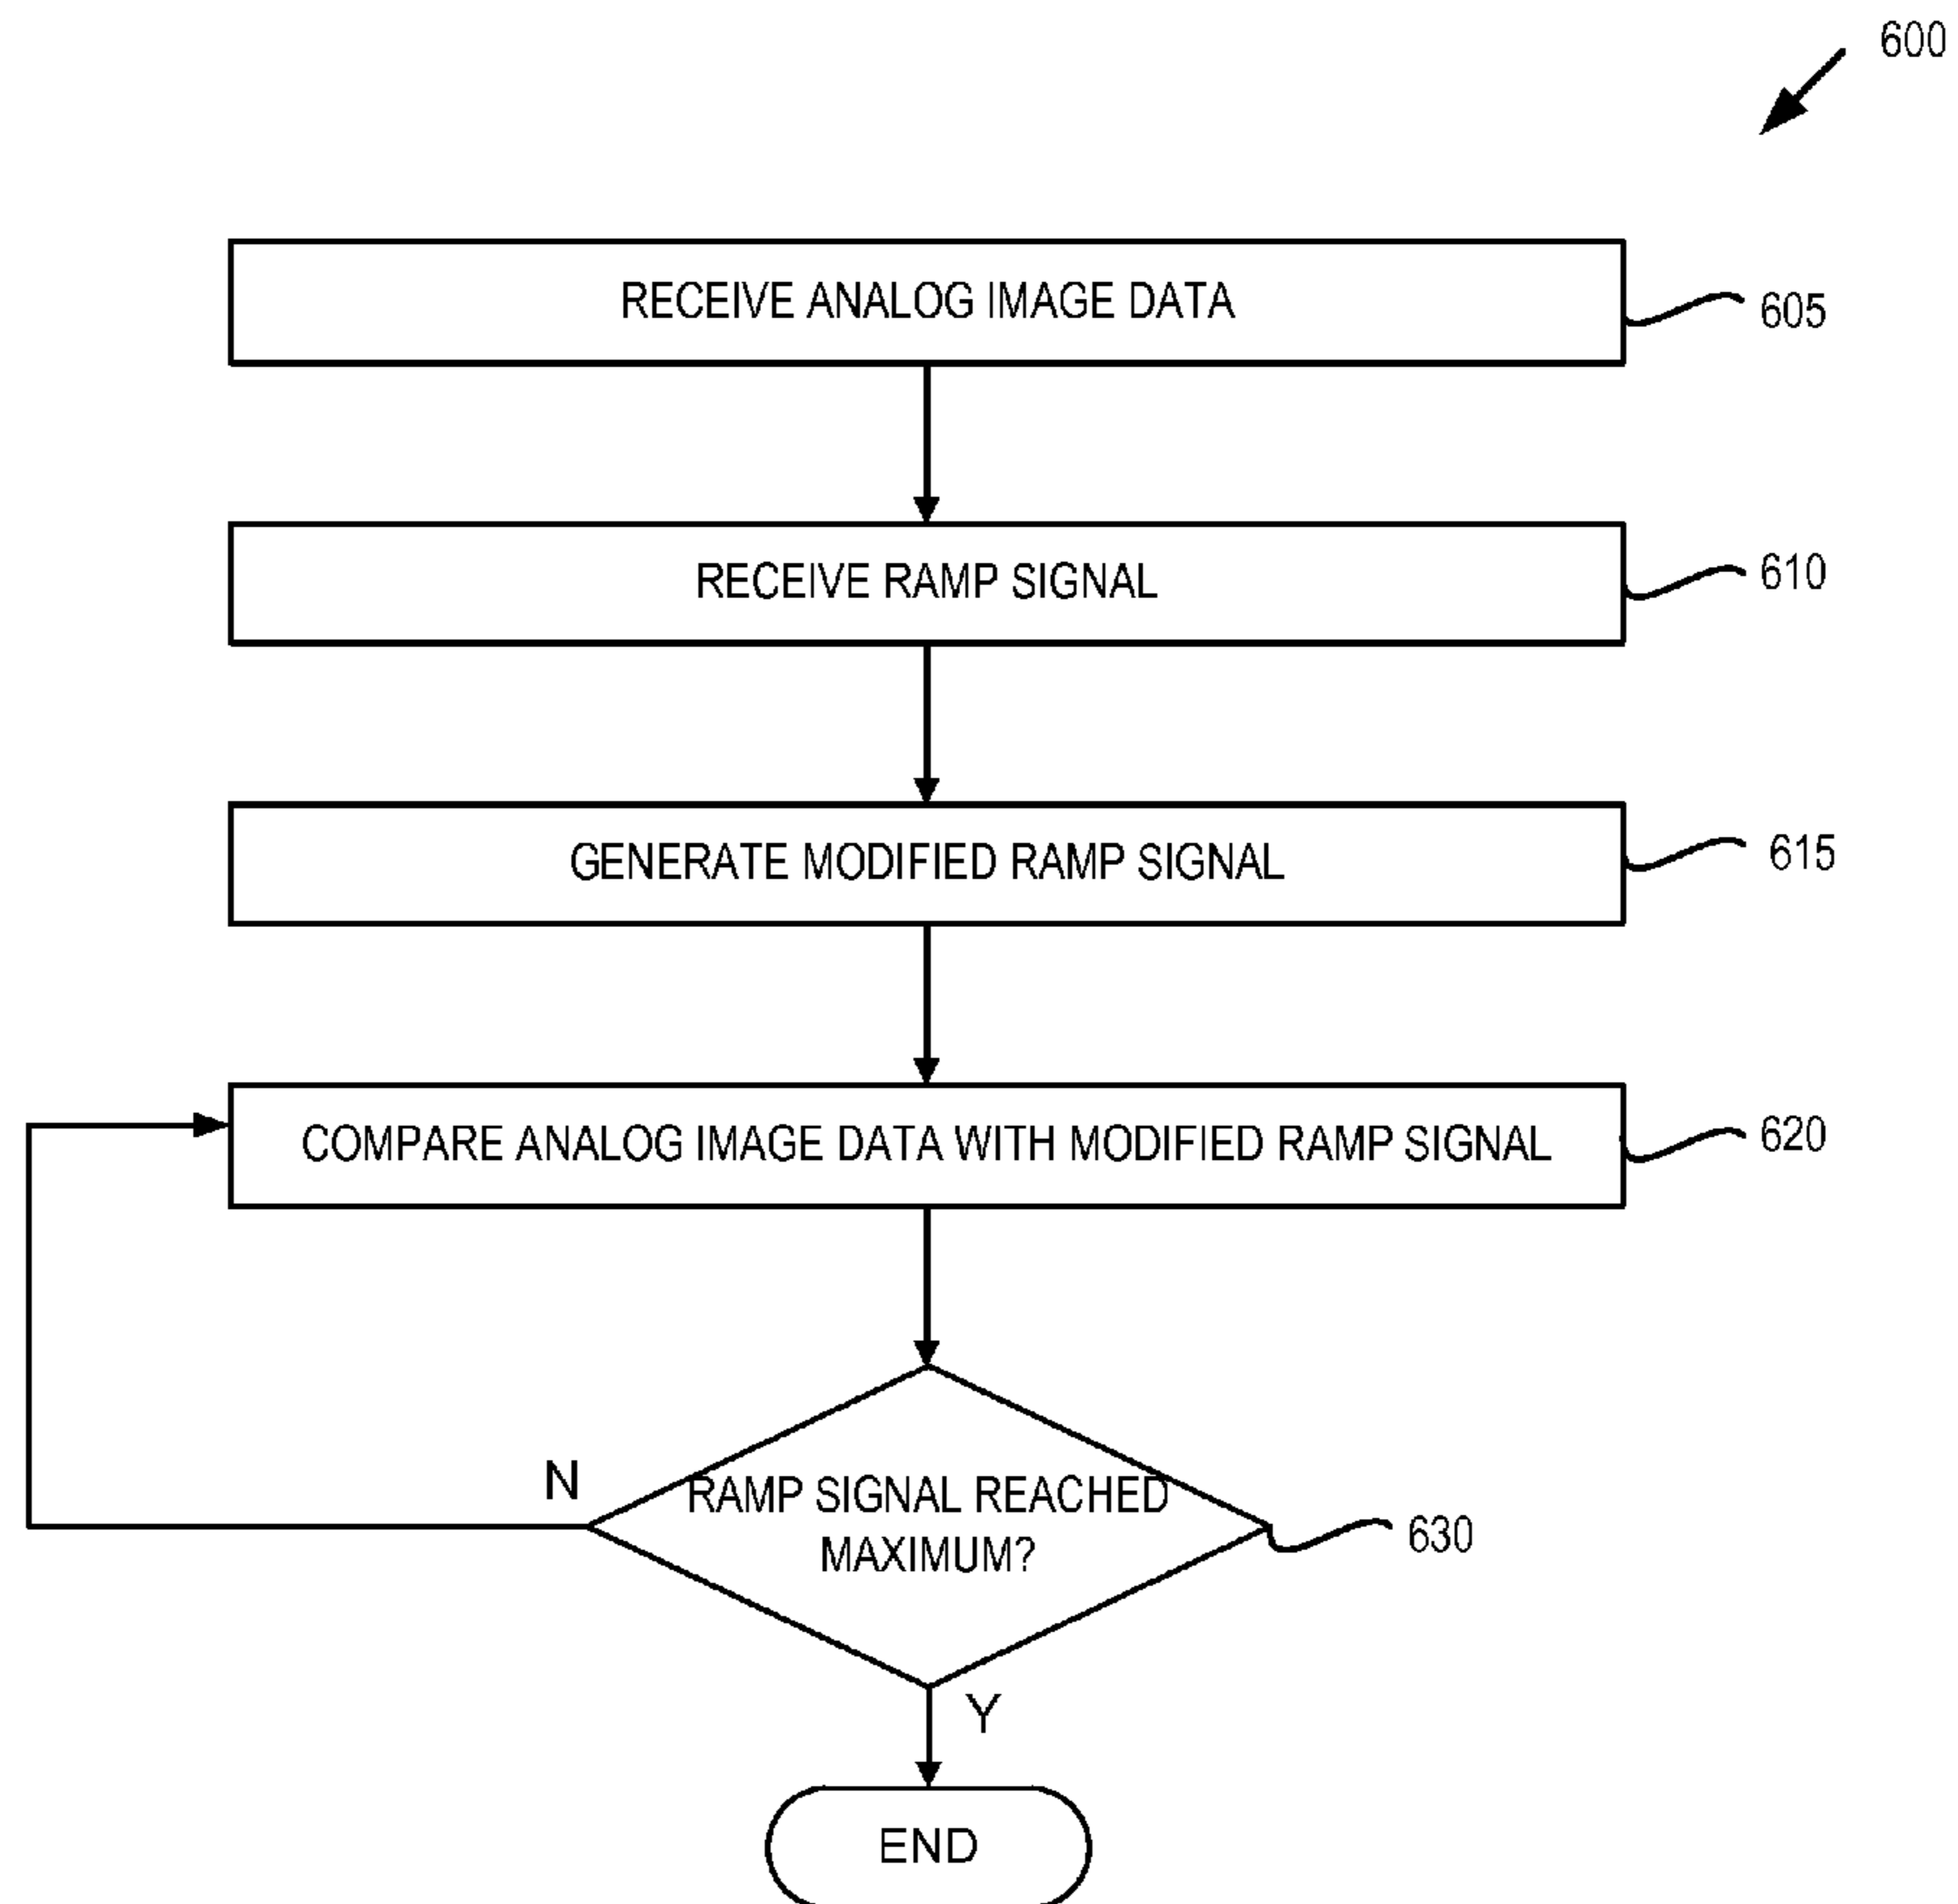 600
RECEIVE ANALOG IMAGE DATA
605
RECEIVE RAMP SIGNAL
610
GENERATE MODIFIED RAMP SIGNAL
615
COMPARE ANALOG IMAGE DATA WITH MODIFIED RAMP SIGNAL
620
N
RAMP SIGNAL REACHED
MAXIMUM?
630
Y
END